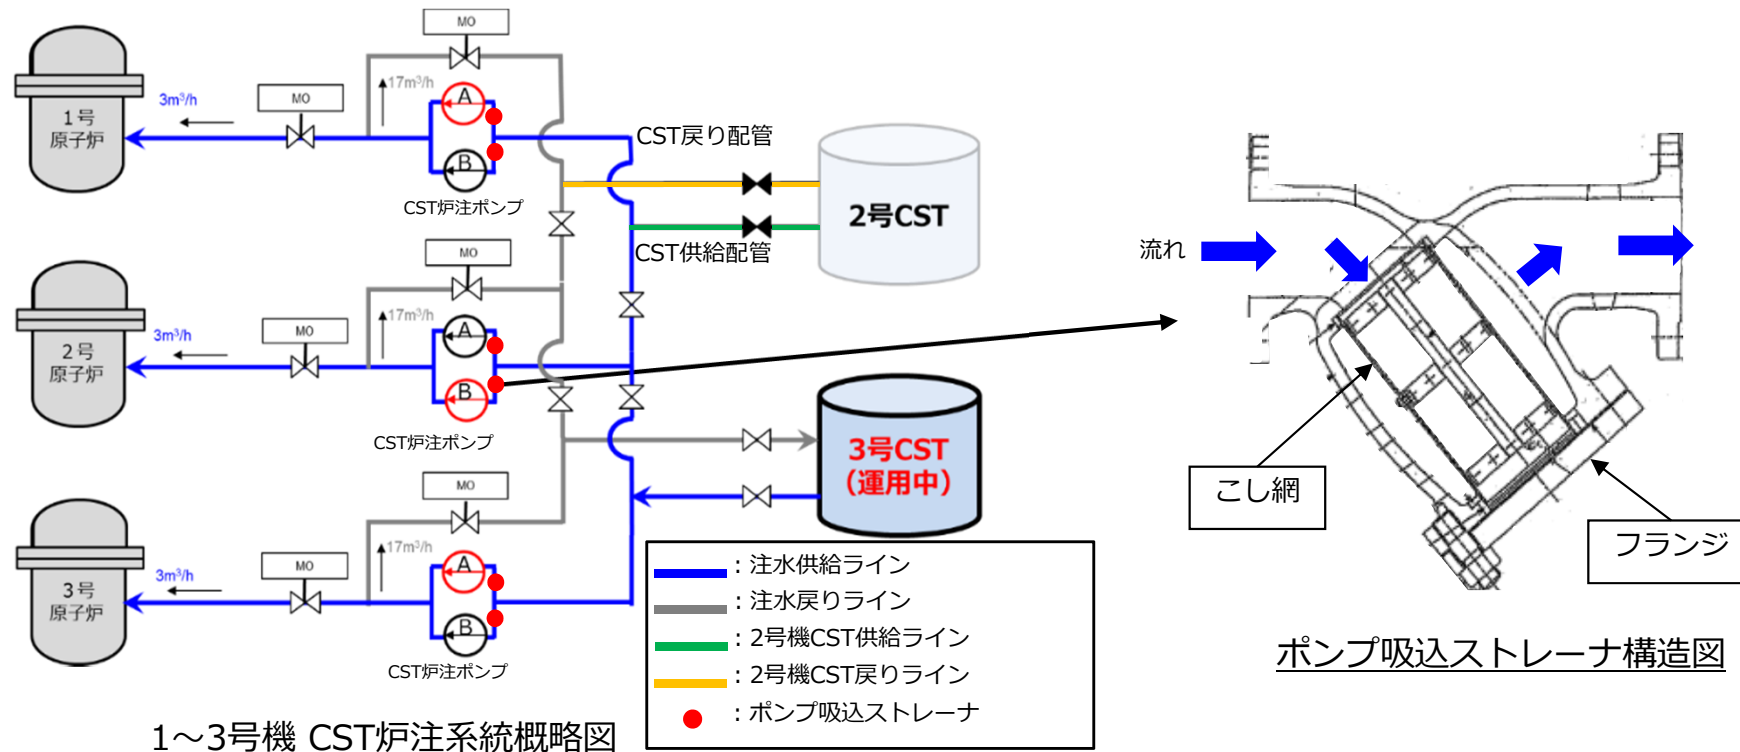 MO
17m³/h
3m³/h
MO
A
1号
原子炉
B
CST炉注ポンプ
CST戻り配管
2号CST
CST供給配管
MO
17m³/h
3m³/h
MO
A
2号
原子炉
B
CST炉注ポンプ
3号CST
(運用中)
MO
17m³/h
3m³/h
MO
A
3号
原子炉
B
CST炉注ポンプ
：注水供給ライン
：注水戻りライン
：2号機CST供給ライン
：2号機CST戻りライン
：ポンプ吸込ストレーナ
1～3号機 CST炉注系統概略図
流れ
こし網
フランジ
ポンプ吸込ストレーナ構造図